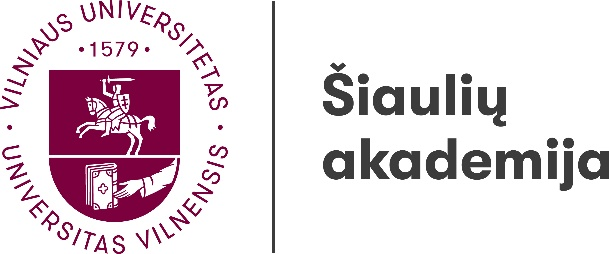 VILNIAUS UNIVERSITETAS
· 1579 ·
UNIVERSITAS VILNENSIS
Šiaulių
akademija